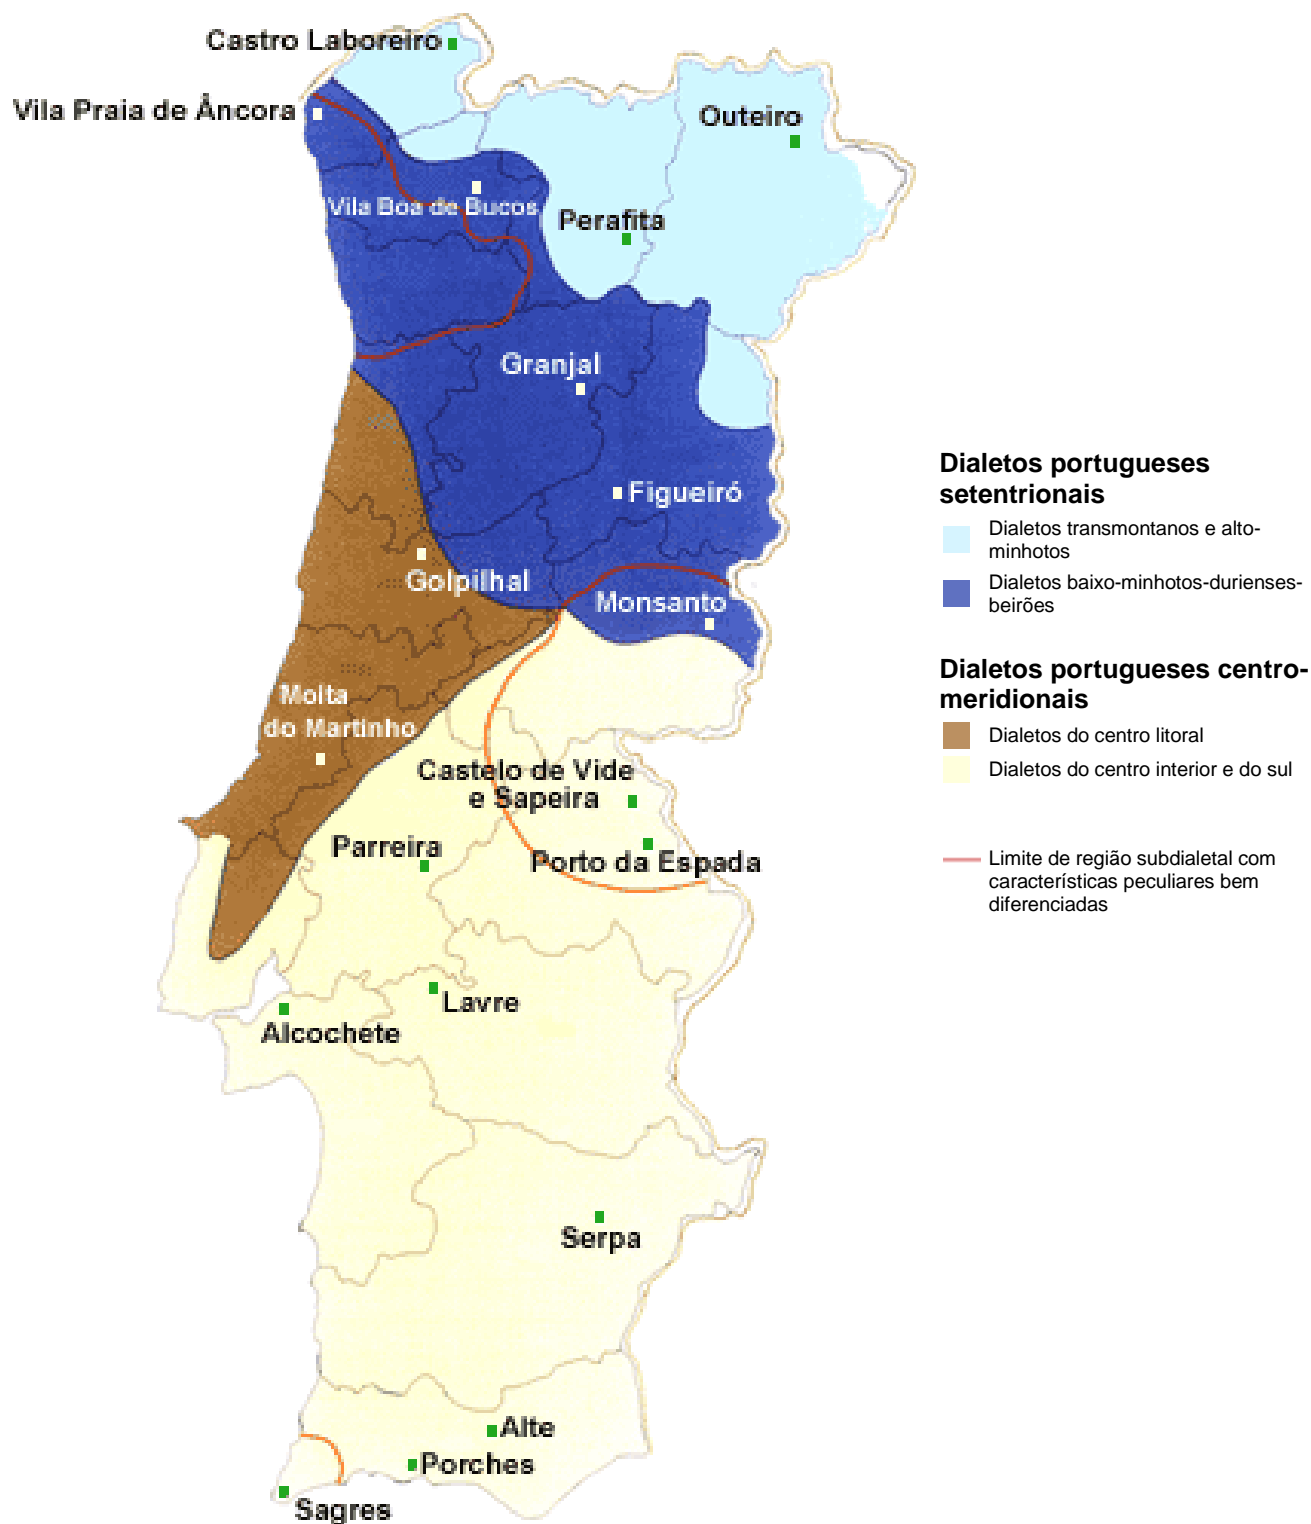 Castro Laboreiro
Vila Praia de Âncora
Outeiro
Vila Boa de Bucos
Perafita
Granjal
Figueiró
Golpilhal
Monsanto
Moita
do Martinho
Castelo de Vide
e Sapeira
Parreira
Porto da Espada
Lavre
Alcochete
Serpa
Alte
Porches
Sagres
Dialetos portugueses
setentrionais
Dialetos transmontanos e alto-
minhotos
Dialetos baixo-minhotos-durienses-
beirões
Dialetos portugueses centro-
meridionais
Dialetos do centro litoral
Dialetos do centro interior e do sul
Limite de região subdialetal com
características peculiares bem
diferenciadas